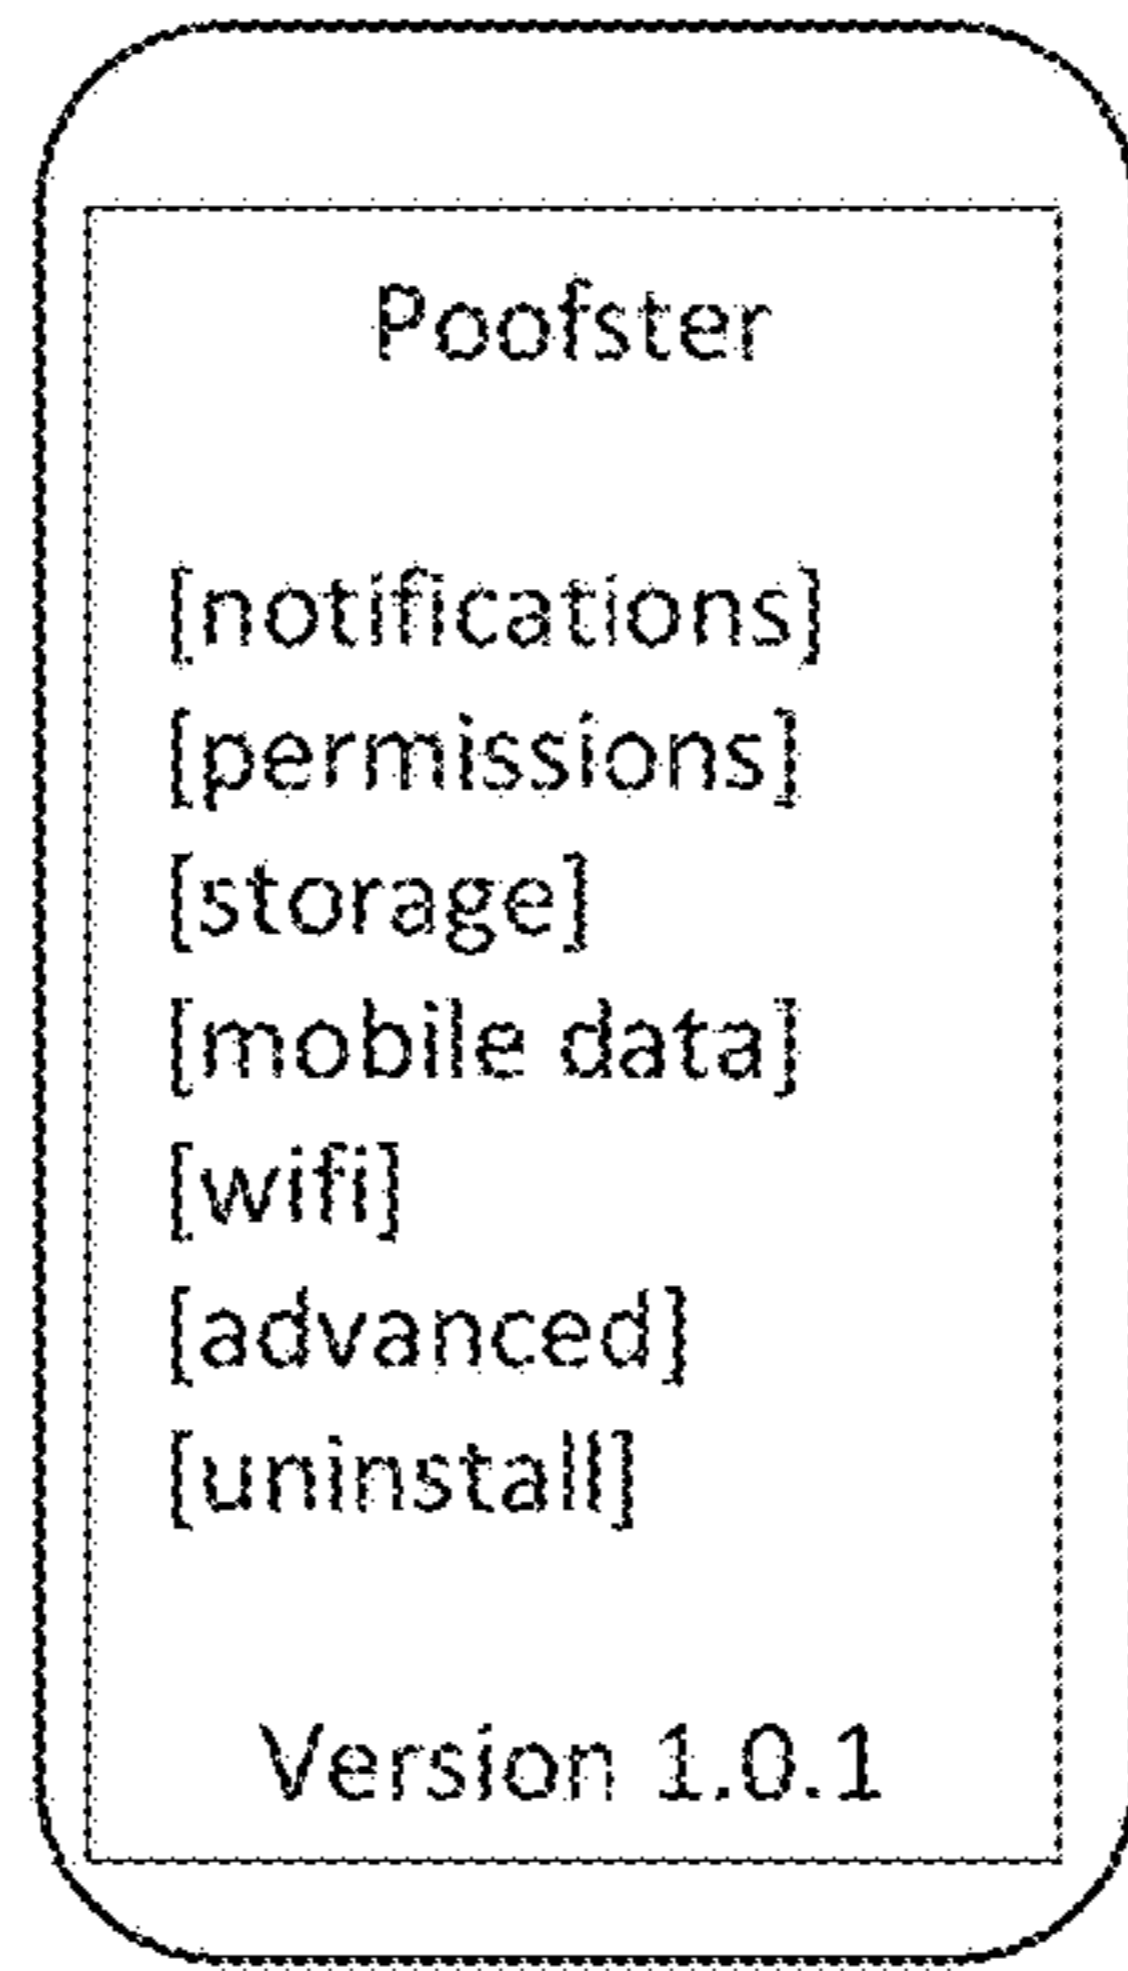 Poofster
[notifications]
[permissions]
[storage]
[mobile data]
[wifi]
[advanced]
[uninstall]
Version 1.0.1